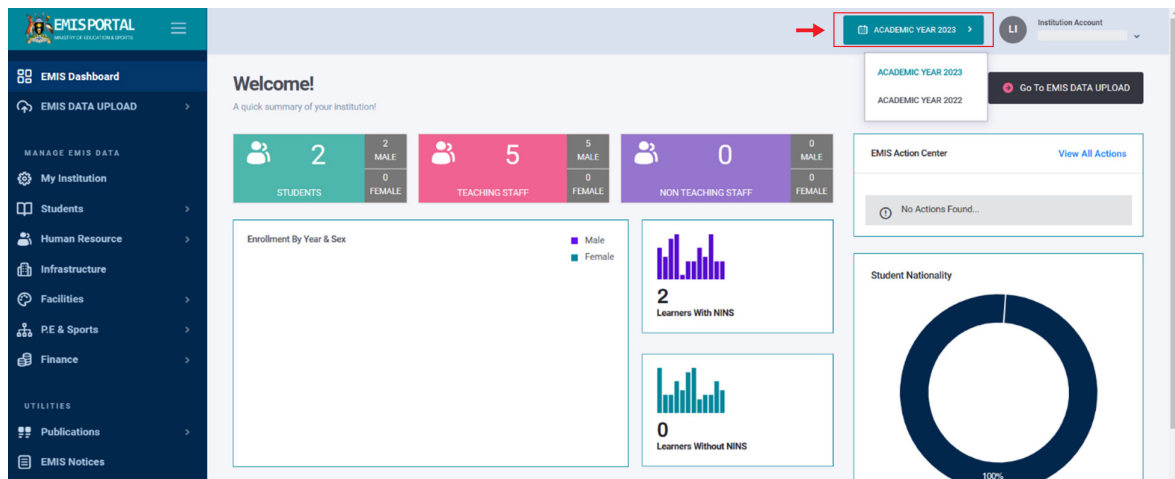 EMIS PORTAL
MINISTRY OF EDUCATION & SPORTS
EMIS Dashboard
EMIS DATA UPLOAD
MANAGE EMIS DATA
My Institution
Students
Human Resource
Infrastructure
Facilities
P.E & Sports
Finance
UTILITIES
Publications
EMIS Notices
ACADEMIC YEAR 2023
LI
Institution Account
ACADEMIC YEAR 2023
ACADEMIC YEAR 2022
Welcome!
A quick summary of your Institution!
Go To EMIS DATA UPLOAD
2
STUDENTS
2
MALE
0
FEMALE
5
TEACHING STAFF
5
MALE
0
FEMALE
0
NON TEACHING STAFF
0
MALE
0
FEMALE
EMIS Action Center
View All Actions
No Actions Found...
Enrollment By Year & Sex
Male
Female
2
Learners With NINS
0
Learners Without NINS
Student Nationality
100%